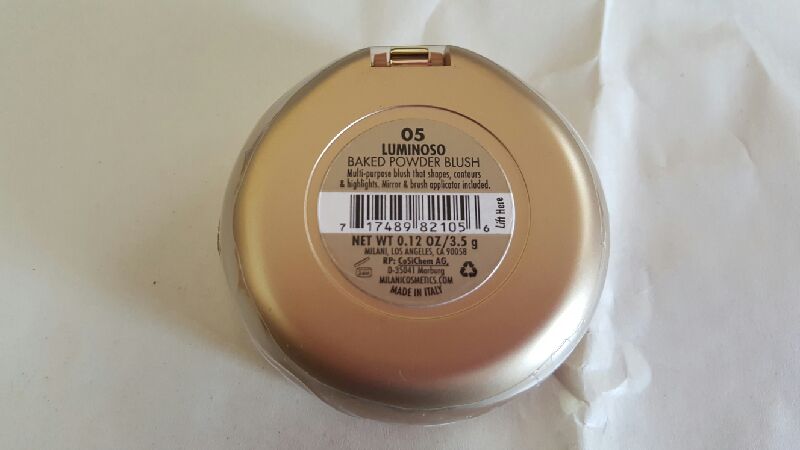 05
LUMINOSO
BAKED POWDER BLUSH
Multi-purpose blush that shapes, contours
& highlights. Mirror & brush applicator included.
7 17489 82105 6
Lift Here
NET WT 0.12 OZ/3.5 g
MILANI, LOS ANGELES, CA 90058
RP: CoSiChem AG,
D-35041 Marburg
MILANICOSMETICS.COM
MADE IN ITALY